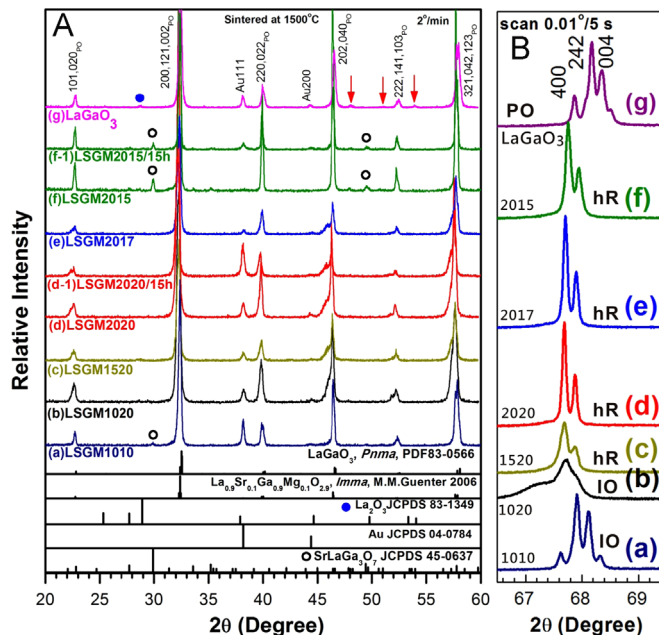 A
Sintered at 1500°C
2°/min
101,020PO
200,121,002PO
Au111
220,022PO
Au200
202,040PO
222,141,103PO
321,042,123PO
(g)LaGaO3
(f-1)LSGM2015/15h
(f)LSGM2015
(e)LSGM2017
(d-1)LSGM2020/15h
(d)LSGM2020
(c)LSGM1520
(b)LSGM1020
(a)LSGM1010
LaGaO3, Pnma, PDF83-0566
La0.9Sr0.1Ga0.9Mg0.1O2.9, Imma, M.M.Guenter 2006
La2O3JCPDS 83-1349
Au JCPDS 04-0784
SrLaGa3O7 JCPDS 45-0637
20 25 30 35 40 45 50 55 60
2θ (Degree)
Relative Intensity
B
scan 0.01°/5 s
400
242
004
PO
(g)
LaGaO3
2015 hR (f)
2017 hR (e)
2020 hR (d)
1520 hR (c)
IO (b)
1020
IO (a)
1010
67 68 69
2θ (Degree)